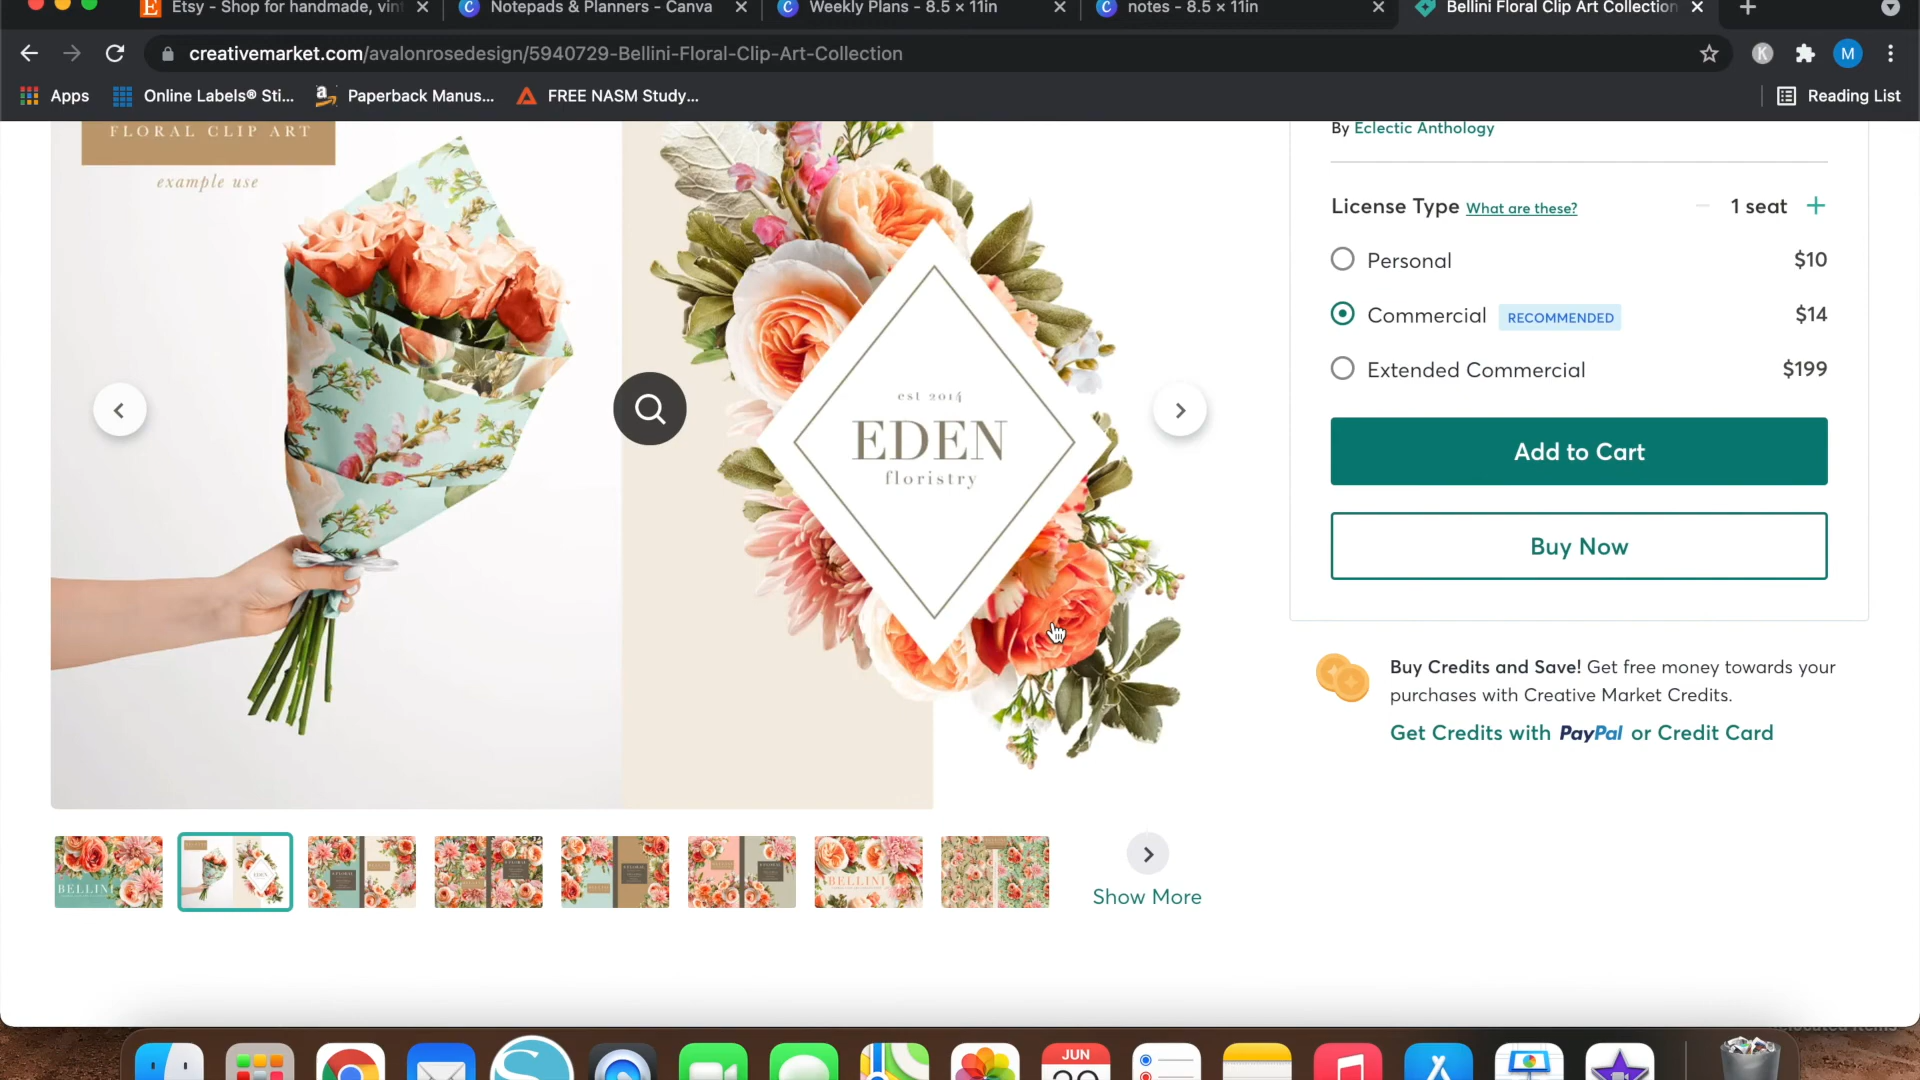 Etsy - Shop for handmade, vint
Notepads & Planners - Canva
Weekly Plans - 8.5 × 11in
notes - 8.5 × 11in
Bellini Floral Clip Art Collection
creativemarket.com/avalonrosedesign/5940729-Bellini-Floral-Clip-Art-Collection
K
M
Apps
Online Labels® Sti...
Paperback Manus...
FREE NASM Study...
Reading List
FLORAL CLIP ART
example use
est 2014
EDEN
floristry
By Eclectic Anthology
License Type What are these?
1 seat
Personal
$10
Commercial RECOMMENDED
$14
Extended Commercial
$199
Add to Cart
Buy Now
Buy Credits and Save! Get free money towards your
purchases with Creative Market Credits.
Get Credits with PayPal or Credit Card
BELLINI
EDEN
BELLINI
Show More
JUN